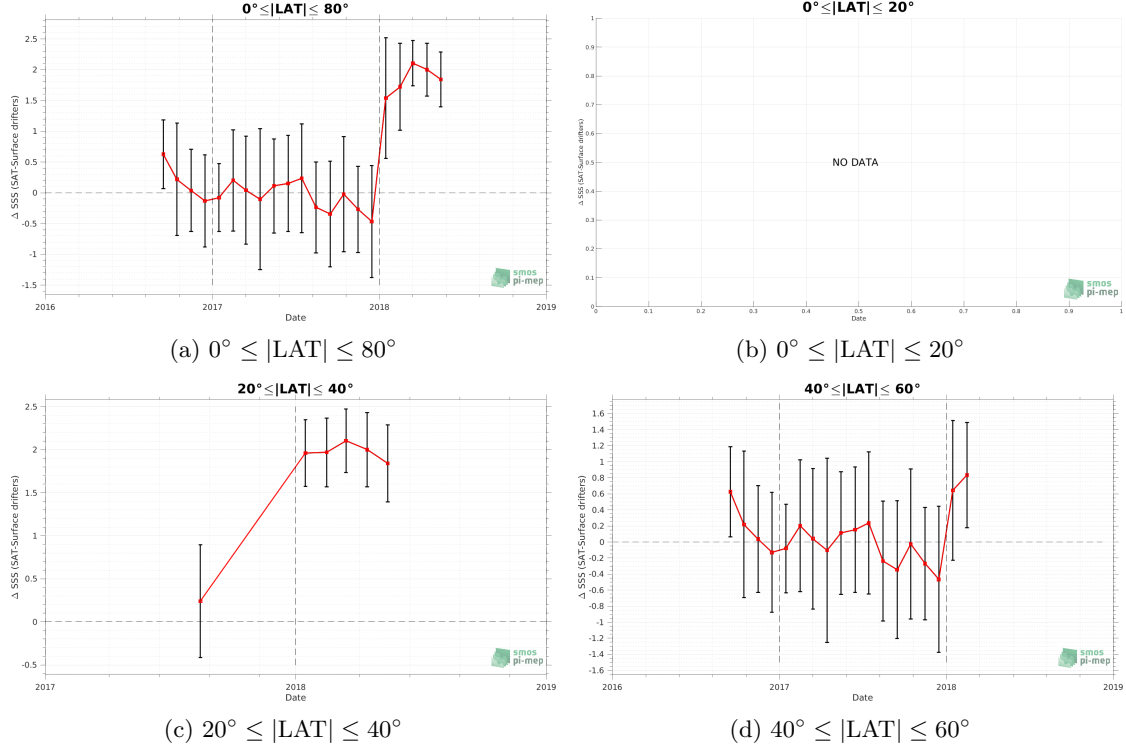 0°≤|LAT|≤ 80°
Δ SSS (SAT-Surface drifters)
2.5
2
1.5
1
0.5
0
-0.5
-1
-1.5
2016
2017
2018
2019
Date
smos
pi-mep
(a) 0° ≤ |LAT| ≤ 80°
0°≤|LAT|≤ 20°
Δ SSS (SAT-Surface drifters)
1
0.9
0.8
0.7
0.6
0.5
0.4
0.3
0.2
0.1
0
NO DATA
0
0.1
0.2
0.3
0.4
0.5
0.6
0.7
0.8
0.9
1
Date
smos
pi-mep
(b) 0° ≤ |LAT| ≤ 20°
20°≤|LAT|≤ 40°
Δ SSS (SAT-Surface drifters)
2.5
2
1.5
1
0.5
0
-0.5
2017
2018
2019
Date
smos
pi-mep
(c) 20° ≤ |LAT| ≤ 40°
40°≤|LAT|≤ 60°
Δ SSS (SAT-Surface drifters)
1.6
1.4
1.2
1
0.8
0.6
0.4
0.2
0
-0.2
-0.4
-0.6
-0.8
-1
-1.2
-1.4
-1.6
2016
2017
2018
2019
Date
smos
pi-mep
(d) 40° ≤ |LAT| ≤ 60°